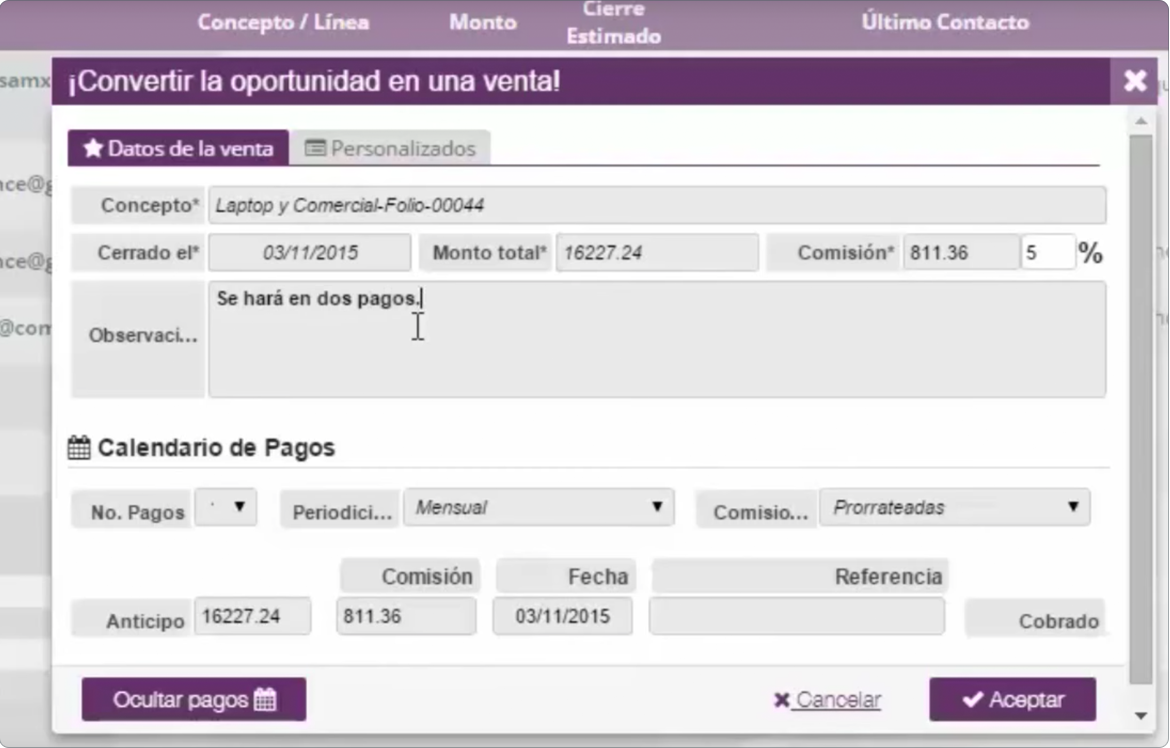 Concepto / Línea Monto Cierre Estimado Último Contacto
samx
¡Convertir la oportunidad en una venta!
Datos de la venta Personalizados
nce@g
Concepto* Laptop y Comercial-Folio-00044
Cerrado el* 03/11/2015 Monto total* 16227.24 Comisión* 811.36 5 %
nce@g
Se hará en dos pagos.
@com
Observaci...
Calendario de Pagos
No. Pagos Periodici... Mensual Comisio... Prorrateadas
Comisión Fecha Referencia
Anticipo 16227.24 811.36 03/11/2015 Cobrado
Ocultar pagos Cancelar Aceptar